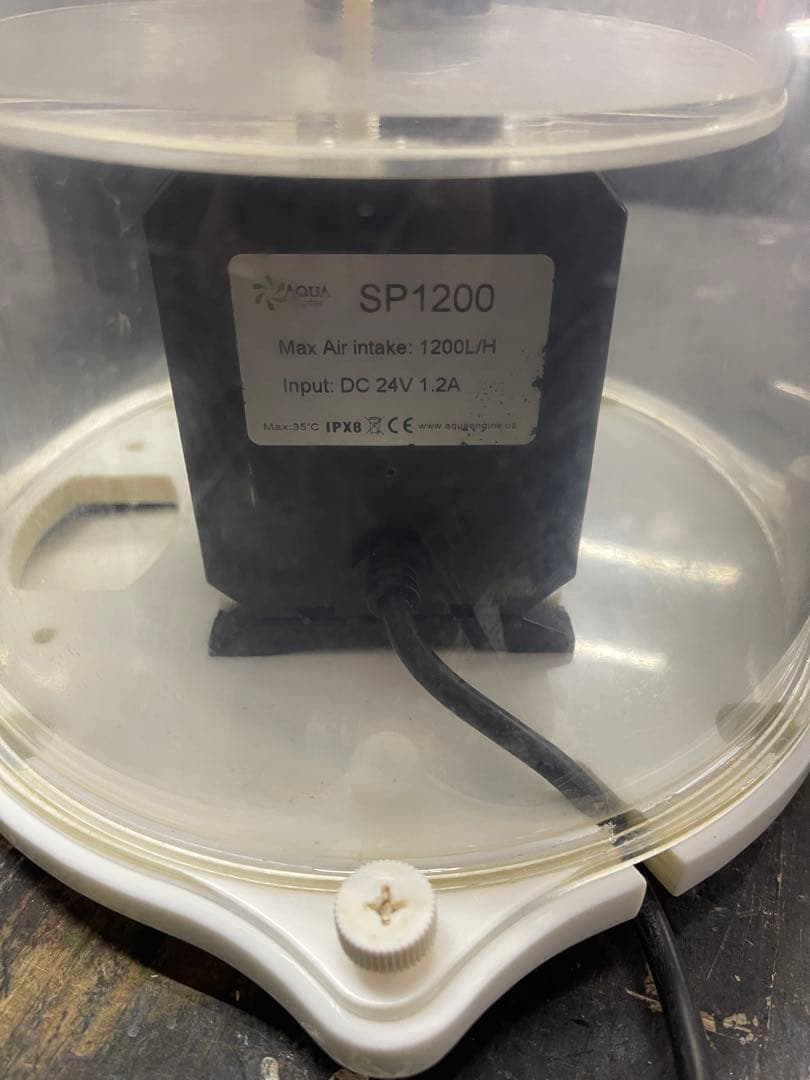 AQUA
SP1200
Max Air intake: 1200L/H
Input: DC 24V 1.2A
Max:35°C IPX8 CE www.aquaengine.us